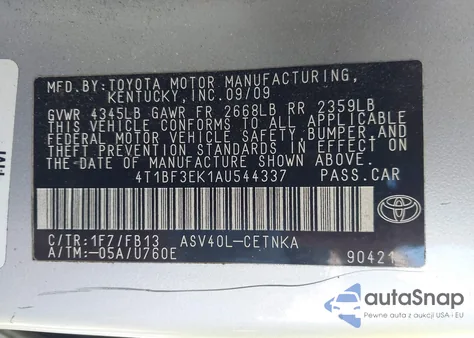 MFD.BY:TOYOTA MOTOR MANUFACTURING,
KENTUCKY,INC.09/09
GVWR 4345LB GAWR FR 2668LB RR 2359LB
THIS VEHICLE CONFORMS TO ALL APPLICABLE
FEDERAL MOTOR VEHICLE SAFETY,BUMPER,AND
THEFT PREVENTION STANDARDS IN EFFECT ON
THE DATE OF MANUFACTURE SHOWN ABOVE.
4T1BF3EK1AU544337 PASS.CAR
C/TR:1F7/FB13 ASV40L-CETNKA
A/TM:-05A/U760E 90421
TOYOTA
autaSnap
Pewne auta z aukcji USA i EU